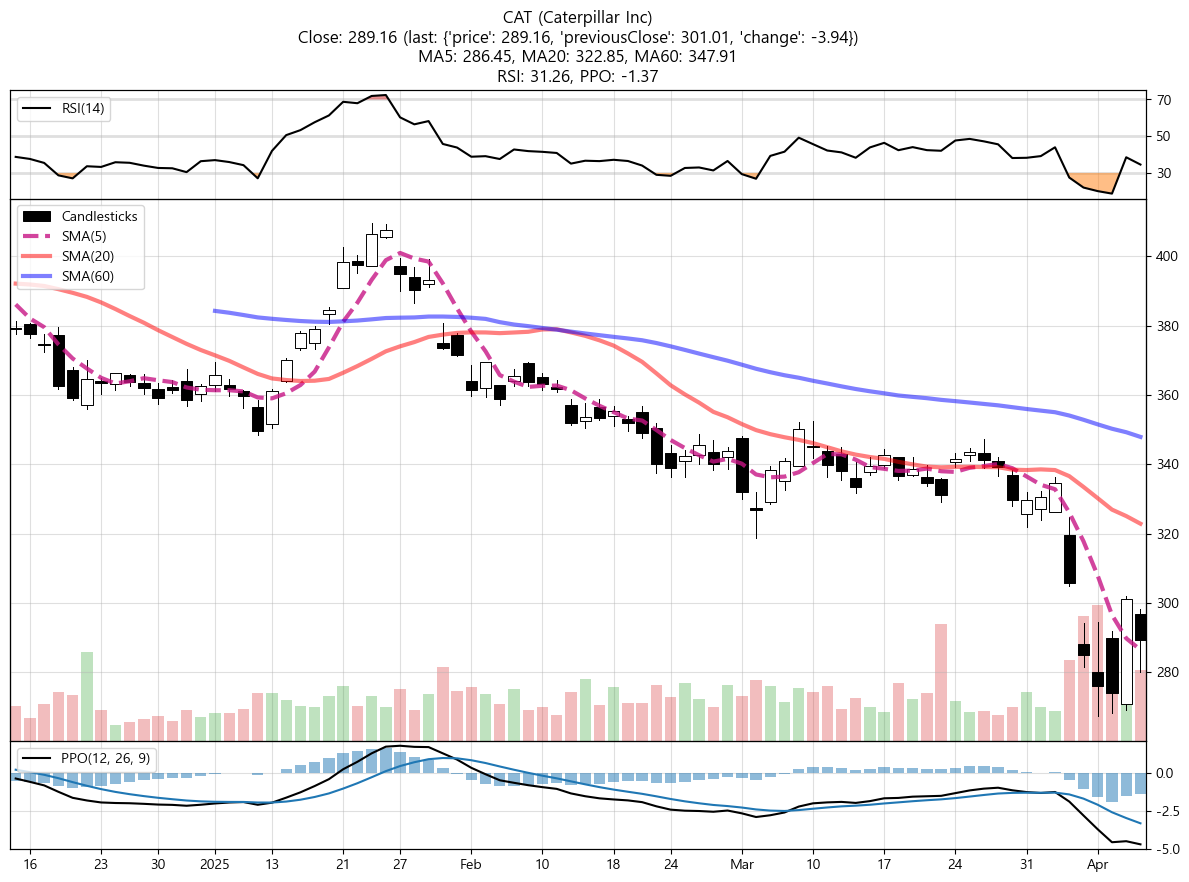 CAT (Caterpillar Inc)
Close: 289.16 (last: {'price': 289.16, 'previousClose': 301.01, 'change': -3.94})
MA5: 286.45, MA20: 322.85, MA60: 347.91
RSI: 31.26, PPO: -1.37
RSI(14)
70
50
30
Candlesticks
SMA(5)
SMA(20)
SMA(60)
400
380
360
340
320
300
280
PPO(12, 26, 9)
0.0
-2.5
-5.0
16 23 30 2025 13 21 27 Feb 10 18 24 Mar 10 17 24 31 Apr